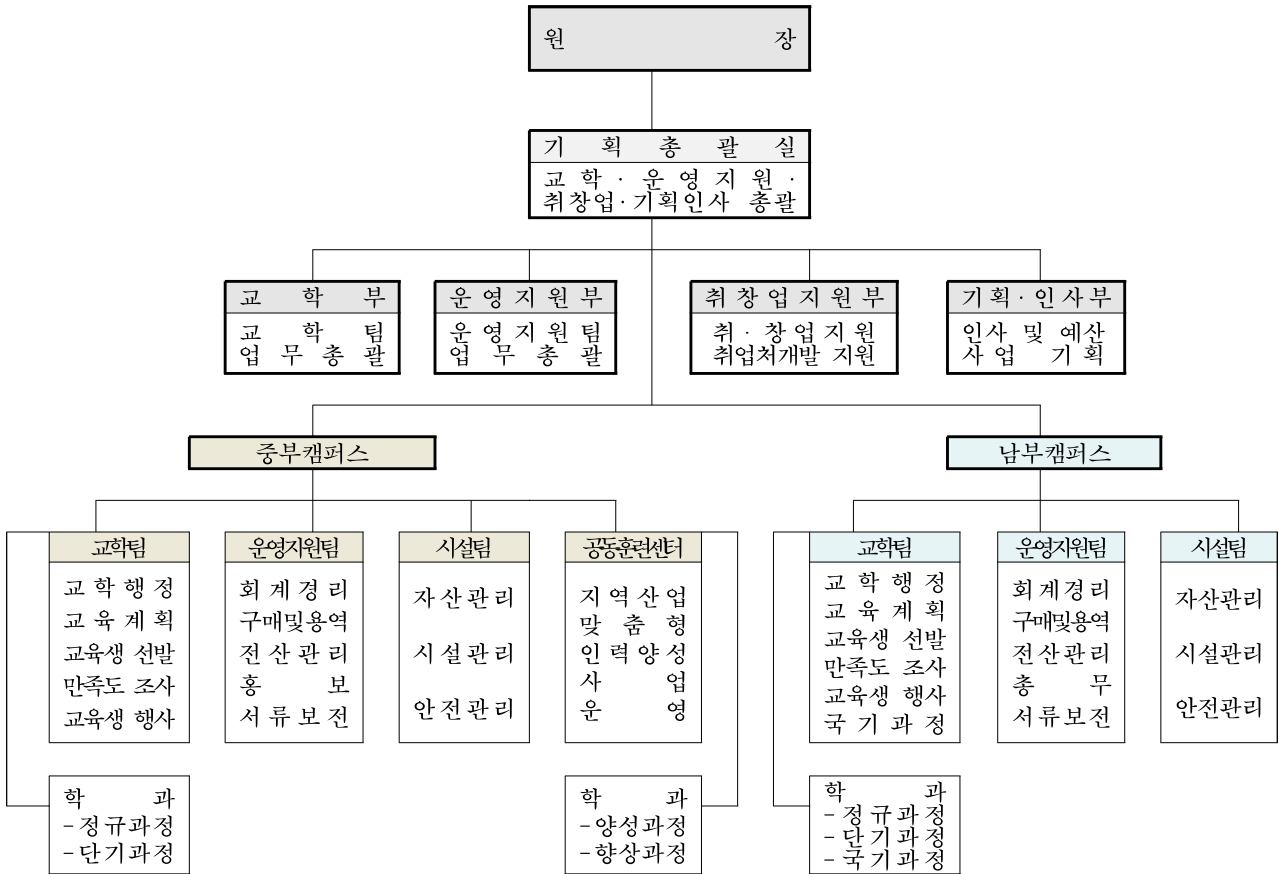 원 장
기 획 총 괄 실
교 학 · 운 영 지 원 ·
취창업·기획인사 총괄
교 학 부
교 학 팀
업 무 총 괄
운 영 지 원 부
운 영 지 원 팀
업 무 총 괄
취 창 업 지 원 부
취 · 창 업 지 원
취업처개발 지원
기 획 · 인 사 부
인사 및 예산
사 업 기 획
중부캠퍼스
남부캠퍼스
교학팀
교 학 행 정
교 육 계 획
교육생 선발
만족도 조사
교육생 행사
운영지원팀
회 계 경 리
구매및용역
전 산 관 리
홍 보
서 류 보 전
시설팀
자 산 관 리
시 설 관 리
안 전 관 리
공동훈련센터
지 역 산 업
맞 춤 형
인 력 양 성
사 업
운 영
학 과
- 정 규 과 정
- 단 기 과 정
학 과
- 양성과정
- 향상과정
교학팀
교 학 행 정
교 육 계 획
교육생 선발
만족도 조사
교육생 행사
국 기 과 정
운영지원팀
회 계 경 리
구매및용역
전 산 관 리
총 무
서 류 보 전
시설팀
자 산 관 리
시 설 관 리
안 전 관 리
학 과
- 정 규 과 정
- 단 기 과 정
- 국 기 과 정